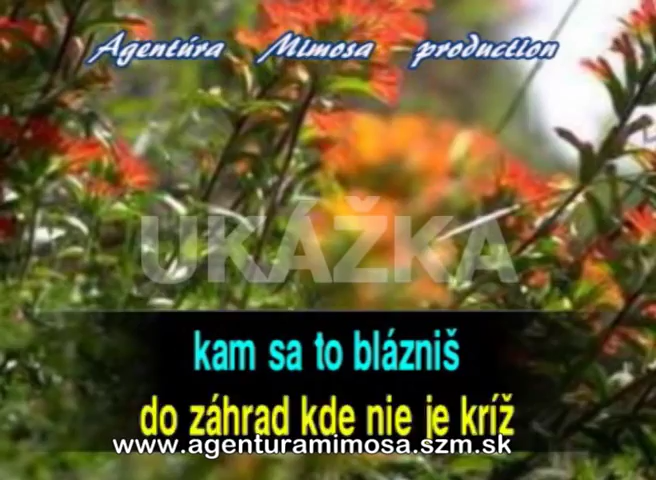 Agentúra Mimosa production
UKÁŽKA
kam sa to blázniš
do záhrad kde nie je kríž
www.agenturamimosa.szm.sk